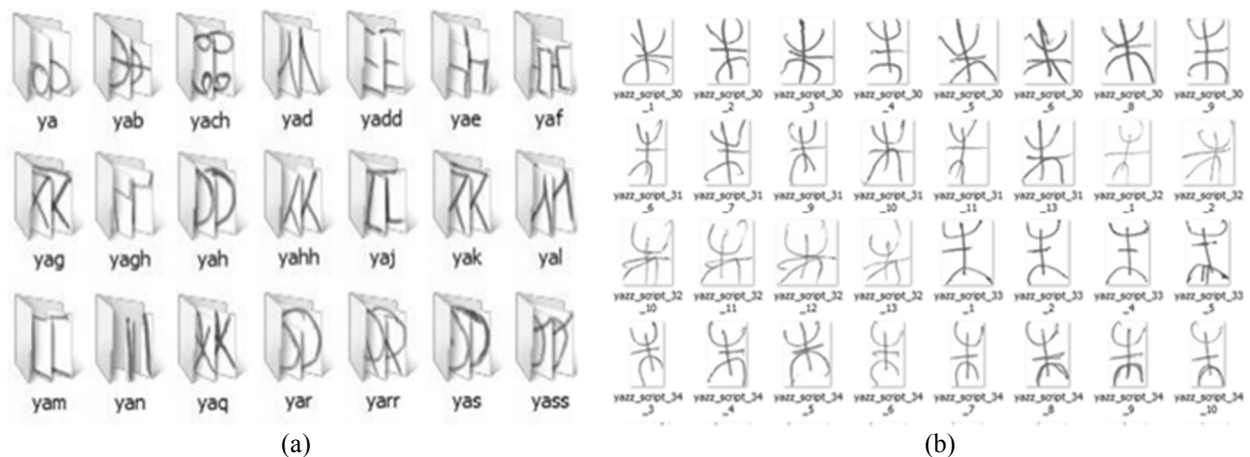 ya yab yach yad yadd yae yaf
yag yagh yah yahh yaj yak yal
yam yan yaq yar yarr yas yass
(a)
yazz_script_30_1 yazz_script_30_2 yazz_script_30_3 yazz_script_30_4 yazz_script_30_5 yazz_script_30_6 yazz_script_30_8 yazz_script_30_9
yazz_script_31_6 yazz_script_31_7 yazz_script_31_9 yazz_script_31_10 yazz_script_31_11 yazz_script_31_13 yazz_script_32_1 yazz_script_32_2
yazz_script_32_10 yazz_script_32_11 yazz_script_32_12 yazz_script_32_13 yazz_script_33_1 yazz_script_33_2 yazz_script_33_4 yazz_script_33_5
yazz_script_34_3 yazz_script_34_4 yazz_script_34_5 yazz_script_34_6 yazz_script_34_7 yazz_script_34_8 yazz_script_34_9 yazz_script_34_10
(b)